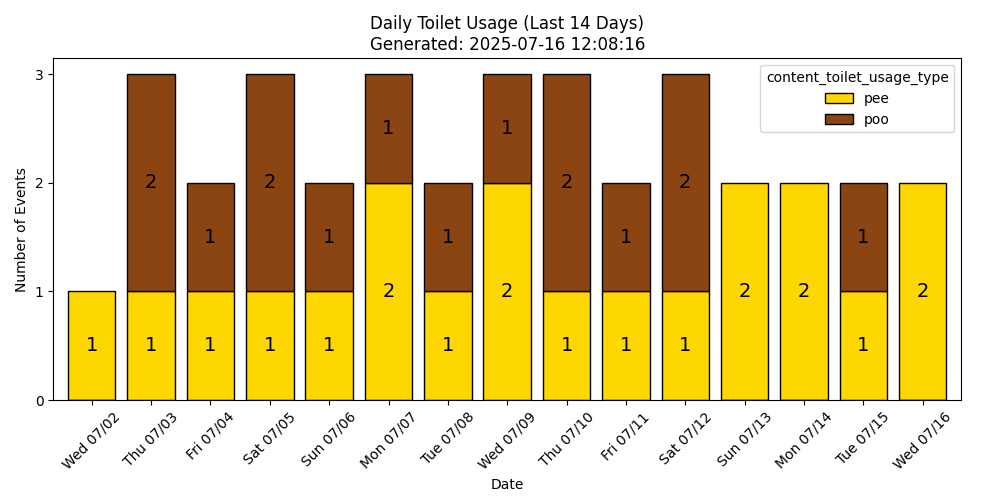 Daily Toilet Usage (Last 14 Days)
Generated: 2025-07-16 12:08:16
content_toilet_usage_type
pee
poo
Number of Events
3
2
1
0
1
2
1
1
1
2
1
1
1
1
2
1
1
1
2
2
1
1
1
2
1
2
2
1
1
2
Wed 07/02
Thu 07/03
Fri 07/04
Sat 07/05
Sun 07/06
Mon 07/07
Tue 07/08
Wed 07/09
Thu 07/10
Fri 07/11
Sat 07/12
Sun 07/13
Mon 07/14
Tue 07/15
Wed 07/16
Date